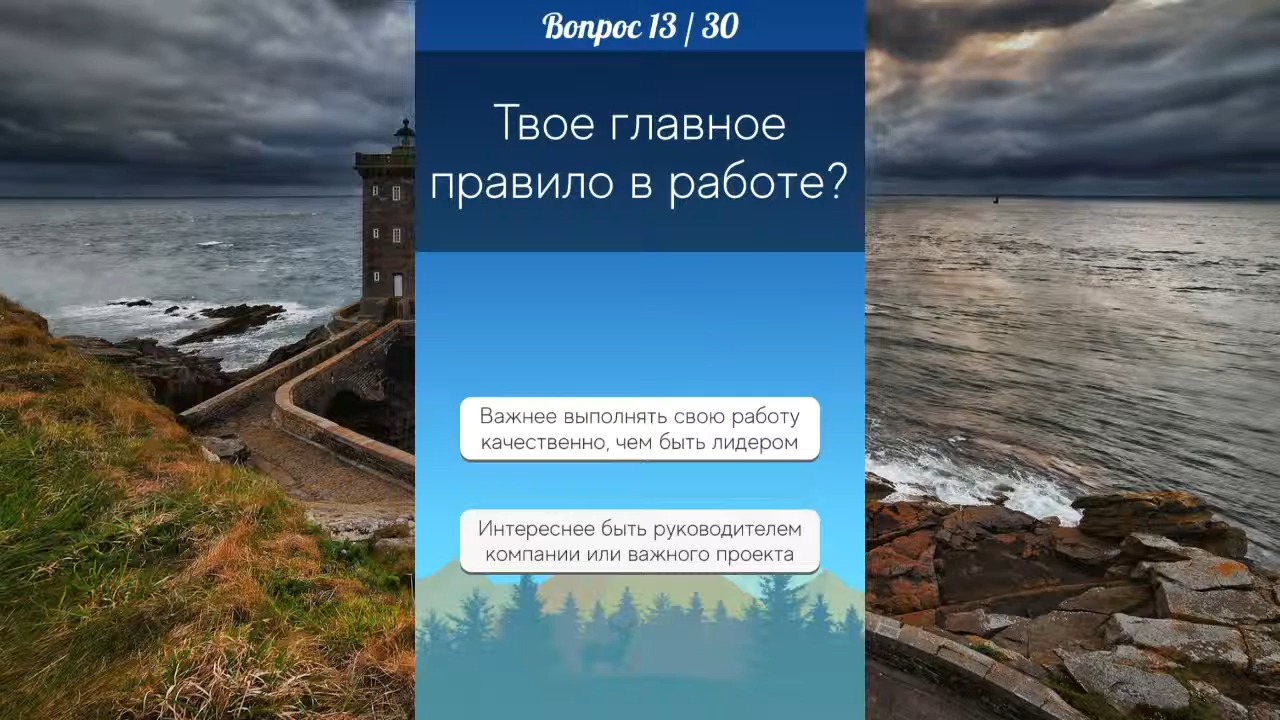 Вопрос 13 / 30
Твое главное
правило в работе?
Важнее выполнять свою работу
качественно, чем быть лидером
Интереснее быть руководителем
компании или важного проекта